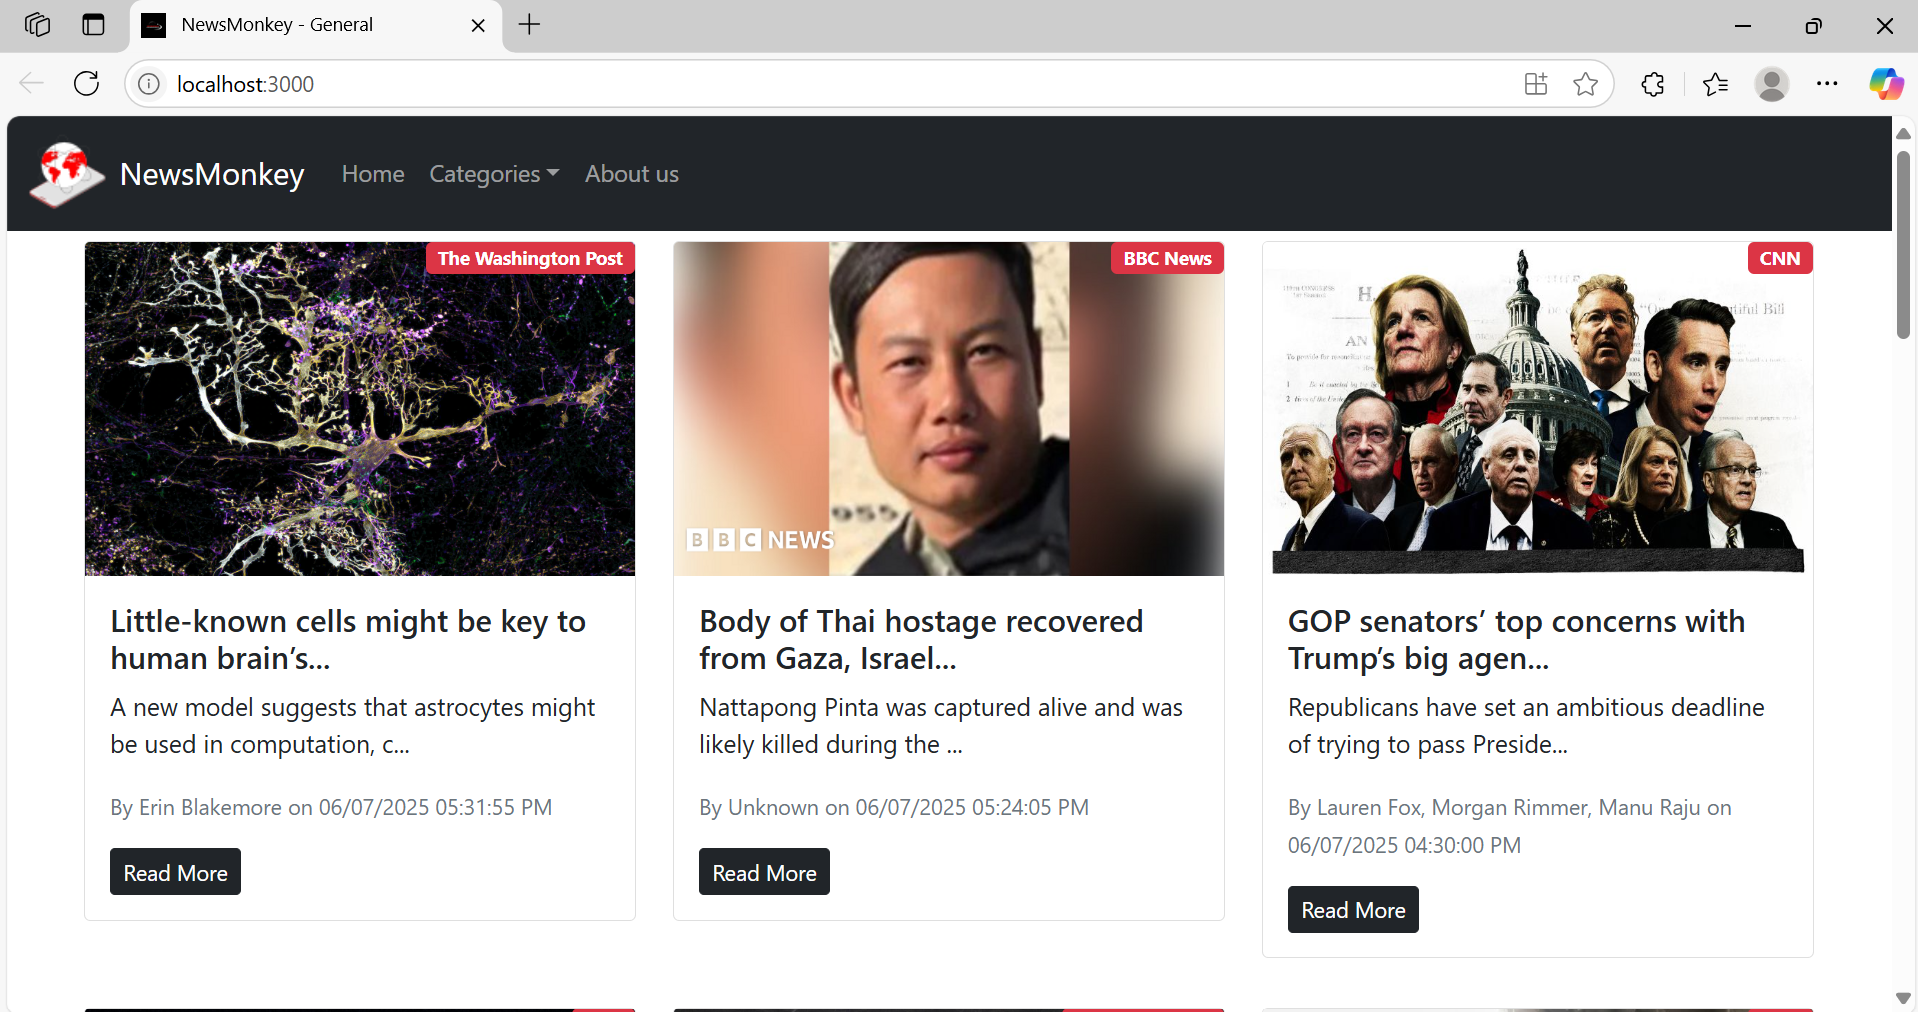 NewsMonkey - General
localhost:3000
NewsMonkey Home Categories About us
The Washington Post
Little-known cells might be key to
human brain’s...
A new model suggests that astrocytes might
be used in computation, c...
By Erin Blakemore on 06/07/2025 05:31:55 PM
Read More
BBC News
1955
BBC NEWS
Body of Thai hostage recovered
from Gaza, Israel...
Nattapong Pinta was captured alive and was
likely killed during the ...
By Unknown on 06/07/2025 05:24:05 PM
Read More
CNN
GOP senators’ top concerns with
Trump’s big agen...
Republicans have set an ambitious deadline
of trying to pass Preside...
By Lauren Fox, Morgan Rimmer, Manu Raju on
06/07/2025 04:30:00 PM
Read More